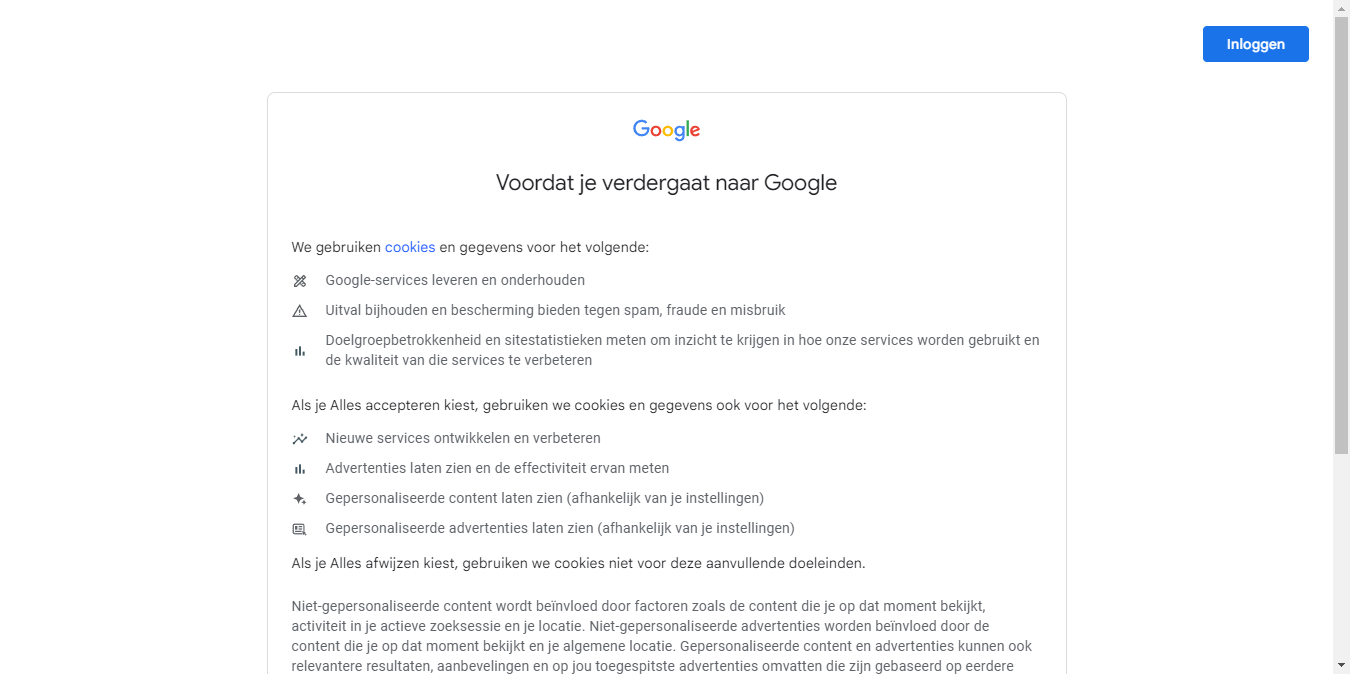 Inloggen
Google
Voordat je verdergaat naar Google
We gebruiken cookies en gegevens voor het volgende:
Google-services leveren en onderhouden
Uitval bijhouden en bescherming bieden tegen spam, fraude en misbruik
Doelgroepbetrokkenheid en sitestatistieken meten om inzicht te krijgen in hoe onze services worden gebruikt en
de kwaliteit van die services te verbeteren
Als je Alles accepteren kiest, gebruiken we cookies en gegevens ook voor het volgende:
Nieuwe services ontwikkelen en verbeteren
Advertenties laten zien en de effectiviteit ervan meten
Gepersonaliseerde content laten zien (afhankelijk van je instellingen)
Gepersonaliseerde advertenties laten zien (afhankelijk van je instellingen)
Als je Alles afwijzen kiest, gebruiken we cookies niet voor deze aanvullende doeleinden.
Niet-gepersonaliseerde content wordt beïnvloed door factoren zoals de content die je op dat moment bekijkt,
activiteit in je actieve zoeksessie en je locatie. Niet-gepersonaliseerde advertenties worden beïnvloed door de
content die je op dat moment bekijkt en je algemene locatie. Gepersonaliseerde content en advertenties kunnen ook
relevantere resultaten, aanbevelingen en op jou toegespitste advertenties omvatten die zijn gebaseerd op eerdere